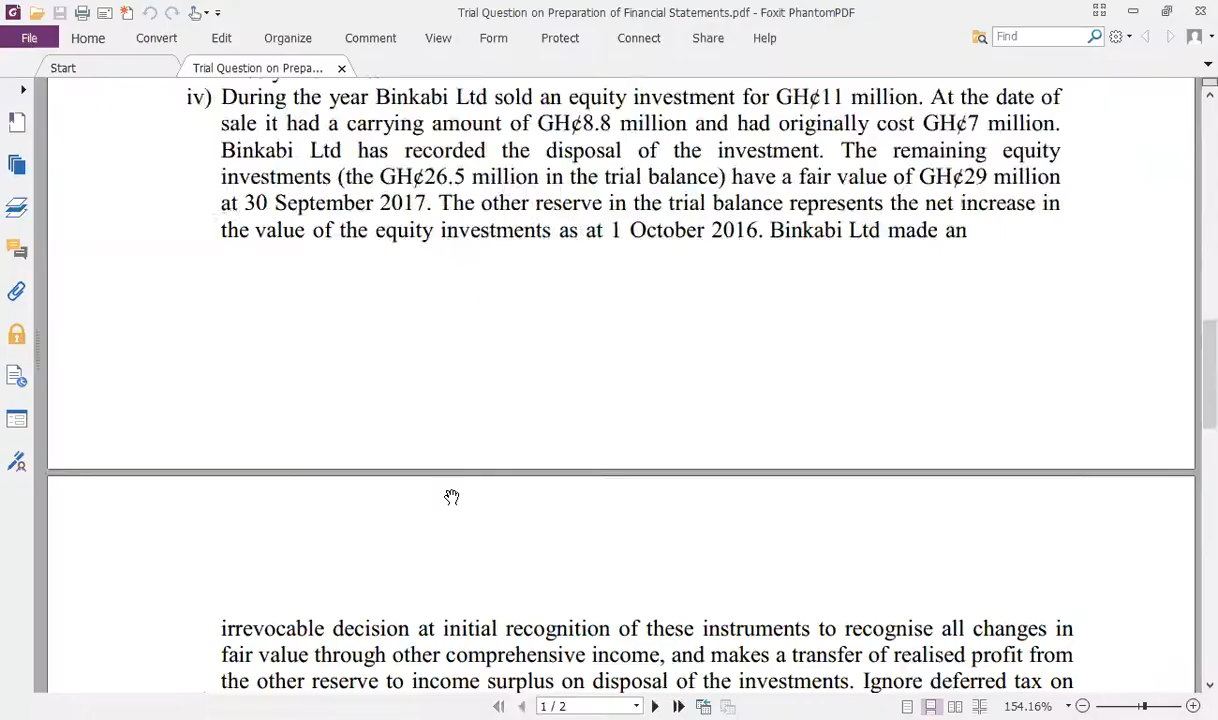 Trial Question on Preparation of Financial Statements.pdf - Foxit PhantomPDF
File Home Convert Edit Organize Comment View Form Protect Connect Share Help Find
Start Trial Question on Prepa...
iv) During the year Binkabi Ltd sold an equity investment for GH¢11 million. At the date of
sale it had a carrying amount of GH¢8.8 million and had originally cost GH¢7 million.
Binkabi Ltd has recorded the disposal of the investment. The remaining equity
investments (the GH¢26.5 million in the trial balance) have a fair value of GH¢29 million
at 30 September 2017. The other reserve in the trial balance represents the net increase in
the value of the equity investments as at 1 October 2016. Binkabi Ltd made an
irrevocable decision at initial recognition of these instruments to recognise all changes in
fair value through other comprehensive income, and makes a transfer of realised profit from
the other reserve to income surplus on disposal of the investments. Ignore deferred tax on
1 / 2 154.16%